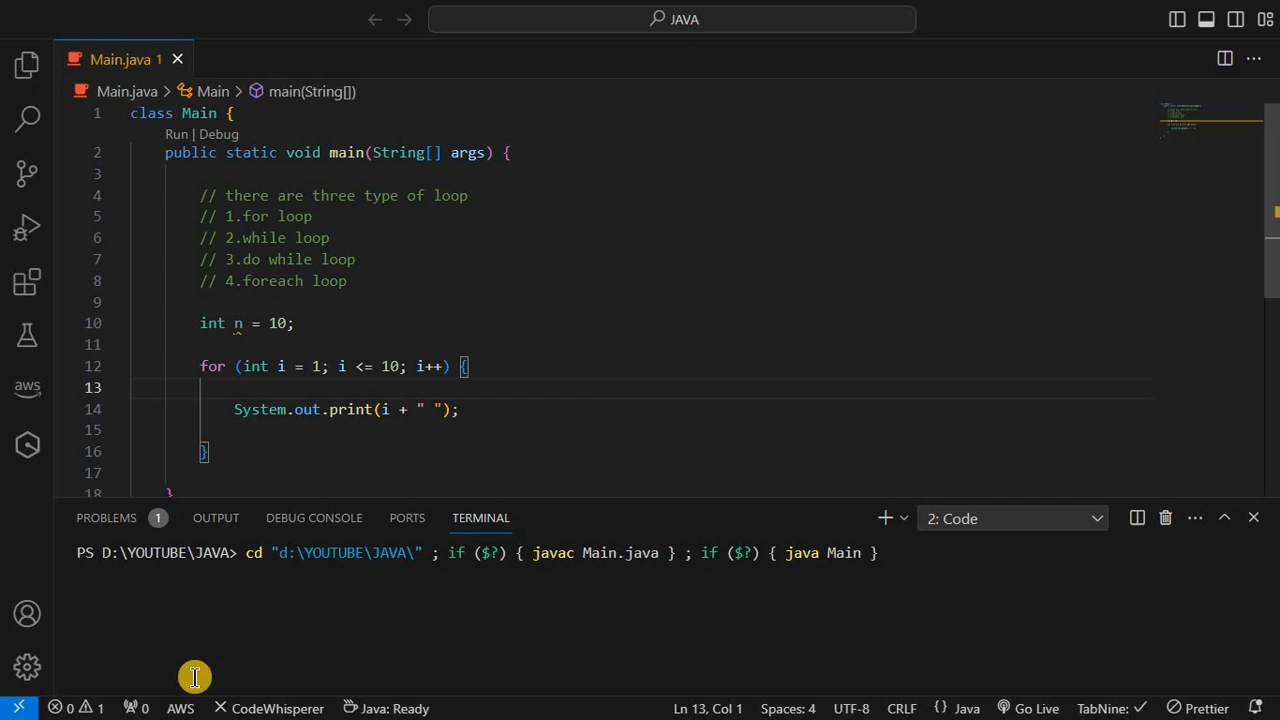 JAVA
Main.java 1
Main.java > Main > main(String[])
1 class Main {
Run | Debug
2 public static void main(String[] args) {
3
4 // there are three type of loop
5 // 1.for loop
6 // 2.while loop
7 // 3.do while loop
8 // 4.foreach loop
9
10 int n = 10;
11
12 for (int i = 1; i <= 10; i++) {
13
14 System.out.print(i + " ");
15
16 }
17
18 }
PROBLEMS 1 OUTPUT DEBUG CONSOLE PORTS TERMINAL 2: Code
PS D:\YOUTUBE\JAVA> cd "d:\YOUTUBE\JAVA\" ; if ($?) { javac Main.java } ; if ($?) { java Main }
aws
0 1 0 AWS CodeWhisperer Java: Ready Ln 13, Col 1 Spaces: 4 UTF-8 CRLF {} Java Go Live TabNine: Prettier